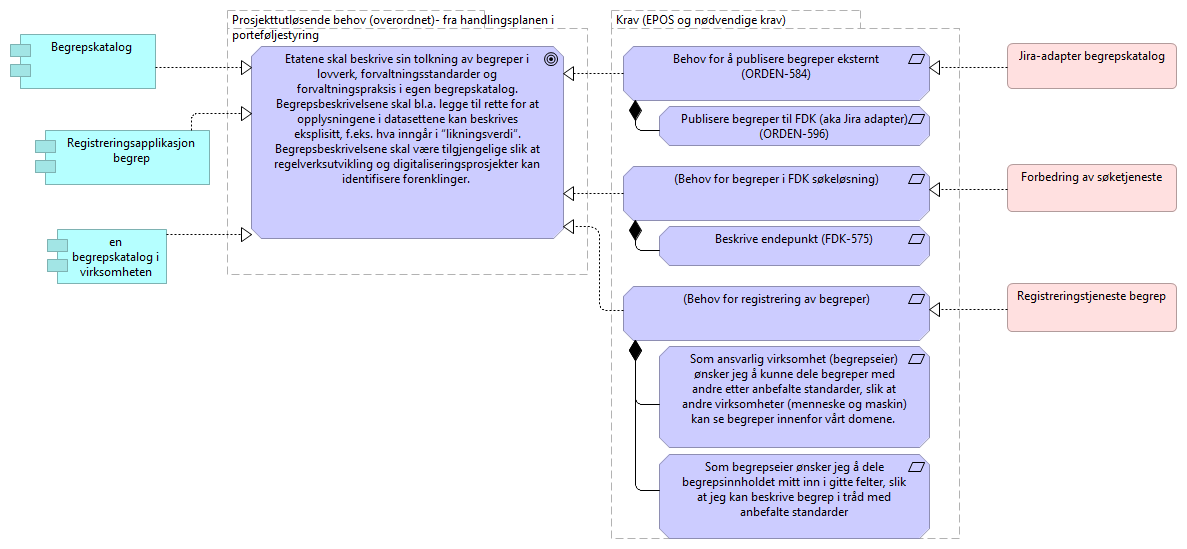 Begrepskatalog
Registreringsapplikasjon
begrep
en
begrepskatalog i
virksomheten
Prosjekttutløsende behov (overordnet)- fra handlingsplanen i
porteføljestyring
Etatene skal beskrive sin tolkning av begreper i
lovverk, forvaltningsstandarder og
forvaltningspraksis i egen begrepskatalog.
Begrepsbeskrivelsene skal bl.a. legge til rette for at
opplysningene i datasettene kan beskrives
eksplisitt, f.eks. hva inngår i "likningsverdi".
Begrepsbeskrivelsene skal være tilgjengelige slik at
regelverksutvikling og digitaliseringsprosjekter kan
identifisere forenklinger.
Krav (EPOS og nødvendige krav)
Behov for å publisere begreper eksternt
(ORDEN-584)
Publisere begreper til FDK (aka Jira adapter)
(ORDEN-596)
(Behov for begreper i FDK søkeløsning)
Beskrive endepunkt (FDK-575)
(Behov for registrering av begreper)
Som ansvarlig virksomhet (begrepseier)
ønsker jeg å kunne dele begreper med
andre etter anbefalte standarder, slik at
andre virksomheter (menneske og maskin)
kan se begreper innenfor vårt domene.
Som begrepseier ønsker jeg å dele
begrepsinnholdet mitt inn i gitte felter, slik
at jeg kan beskrive begrep i tråd med
anbefalte standarder
Jira-adapter begrepskatalog
Forbedring av søketjeneste
Registreringstjeneste begrep